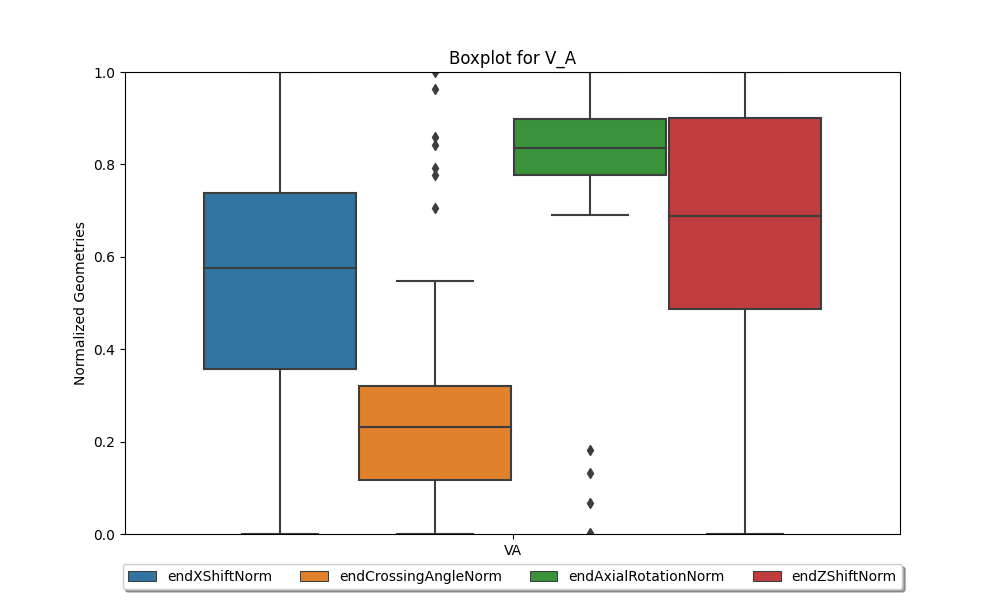 Boxplot for V_A
Normalized Geometries
1.0
0.8
0.6
0.4
0.2
0.0
VA
endXShiftNorm endCrossingAngleNorm endAxialRotationNorm endZShiftNorm